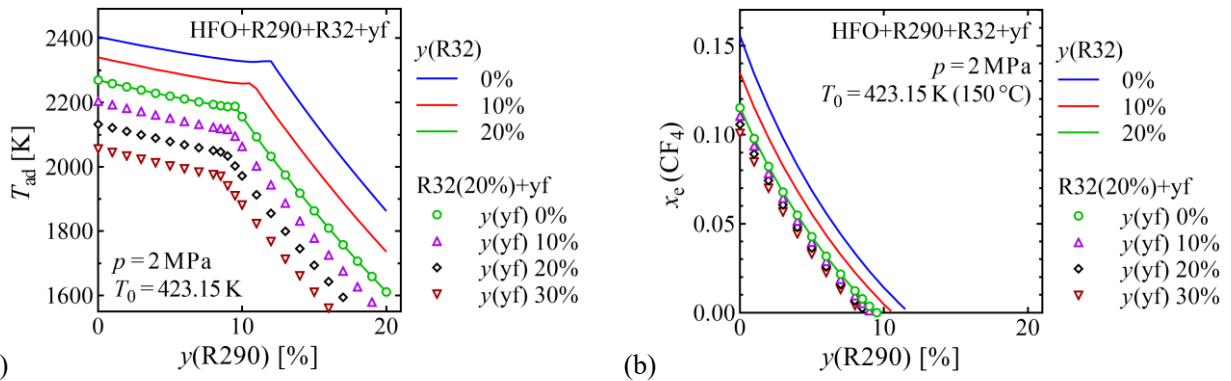 HFO+R290+R32+yf
T_ad [K]
2400
2200
2000
1800
1600
p = 2 MPa
T_0 = 423.15 K
0
10
20
y(R290) [%]
)
y(R32)
0%
10%
20%
R32(20%)+yf
y(yf) 0%
y(yf) 10%
y(yf) 20%
y(yf) 30%
HFO+R290+R32+yf
p = 2 MPa
T_0 = 423.15 K (150 °C)
x_e (CF_4)
0.15
0.10
0.05
0.00
0
10
20
(b)
y(R290) [%]
y(R32)
0%
10%
20%
R32(20%)+yf
y(yf) 0%
y(yf) 10%
y(yf) 20%
y(yf) 30%